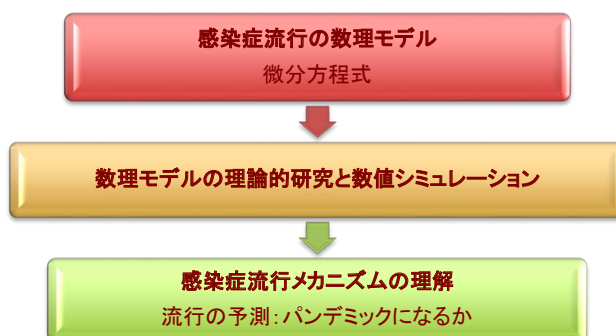 感染症流行の数理モデル
微分方程式
数理モデルの理論的研究と数値シミュレーション
感染症流行メカニズムの理解
流行の予測：パンデミックになるか